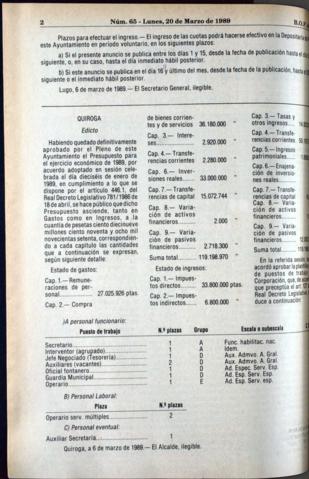 2 Núm. 65 - Lunes, 20 de Marzo de 1989 B.O.P.
Plazos para efectuar el ingreso.— El ingreso de las cuotas podrá hacerse efectivo en la Depositaría de
este Ayuntamiento en período voluntario, en los siguientes plazos:
a) Si el presente anuncio se publica entre los días 1 y 15, desde la fecha de publicación hasta el día
siguiente, o, en su caso, hasta el día inmediato hábil posterior.
b) Si este anuncio se publica en el día 16 y último del mes, desde la fecha de la publicación, hasta el
siguiente o el inmediato hábil posterior.
Lugo, 6 de marzo de 1989.— El Secretario General, ilegible.
QUIROGA
Edicto
Habiendo quedado definitivamente
aprobado por el Pleno de este
Ayuntamiento el Presupuesto para
el ejercicio económico de 1989, por
acuerdo adoptado en sesión cele-
brada el día dieciséis de enero de
1989, en cumplimiento a lo que se
dispone por el artículo 446.1, del
Real Decreto Legislativo 781/1986 de
18 de abril, se hace público que dicho
Presupuesto asciende, tanto en
Gastos como en Ingresos, a la
cuantía de pesetas ciento diecinueve
millones ciento noventa y ocho mil
novecientas setenta, correspondien-
do a cada capítulo las cantidades
que a continuación se expresan,
según siguiente detalle:
Estado de gastos:
Cap. 1.— Remune-
raciones de per-
sonal 27.025.926 ptas.
Cap. 2.— Compra
de bienes corrien-
tes y de servicios 36.180.000 "
Cap. 3.— Intere-
ses 2.920.000 "
Cap. 4.— Transfe-
rencias corrientes 2.280.000 "
Cap. 6.— Inver-
siones reales 33.000.000 "
Cap. 7.— Transfe-
rencias de capital 15.072.744 "
Cap. 8.— Varia-
ción de activos
financieros 2.000 "
Cap. 9.— Varia-
ción de pasivos
financieros 2.718.300 "
Suma total 119.198.970 "
Estado de ingresos:
Cap. 1.— Impues-
tos directos 33.800.000 ptas.
Cap. 2.— Impues-
tos indirectos 6.800.000 "
Cap. 3.— Tasas y
otros ingresos
Cap. 4.— Transfe-
rencias corrientes
Cap. 5.— Ingresos
patrimoniales
Cap. 6.— Enajena-
ción de inversio-
nes reales
Cap. 7.— Transfe-
rencias de capital
Cap. 8.— Varia-
ción de activos
financieros
Cap. 9.— Varia-
ción de pasivos
financieros
Suma total
En la referida sesión
acordó aprobar la plantilla
de puestos de trabajo
Corporación, que, de acuerdo
que preceptúa el art. 127
Real Decreto Legislativo
duce a continuación:
)A personal funcionario:
Puesto de trabajo N.º plazas Grupo Escala o subescala
Secretario 1 A Func. habilitac. nac.
Interventor (agrupado) 1 A Idem.
Jefe Negociado (Tesorería) 1 D Aux. Admvo. A. Gral.
Auxiliares (vacantes) 2 D Aux. Admvo. A. Gral.
Oficial fontanero 1 D Ad. Espec. Serv. Esp.
Guardia Municipal 1 D Ad. Esp. Serv. Esp.
Operario 1 E Ad. Esp. Serv. Esp.
B) Personal Laboral:
Plaza N.º plazas
Operario serv. múltiples 2
C) Personal eventual:
Auxiliar Secretaría 1
Quiroga, a 6 de marzo de 1989.— El Alcalde, ilegible.